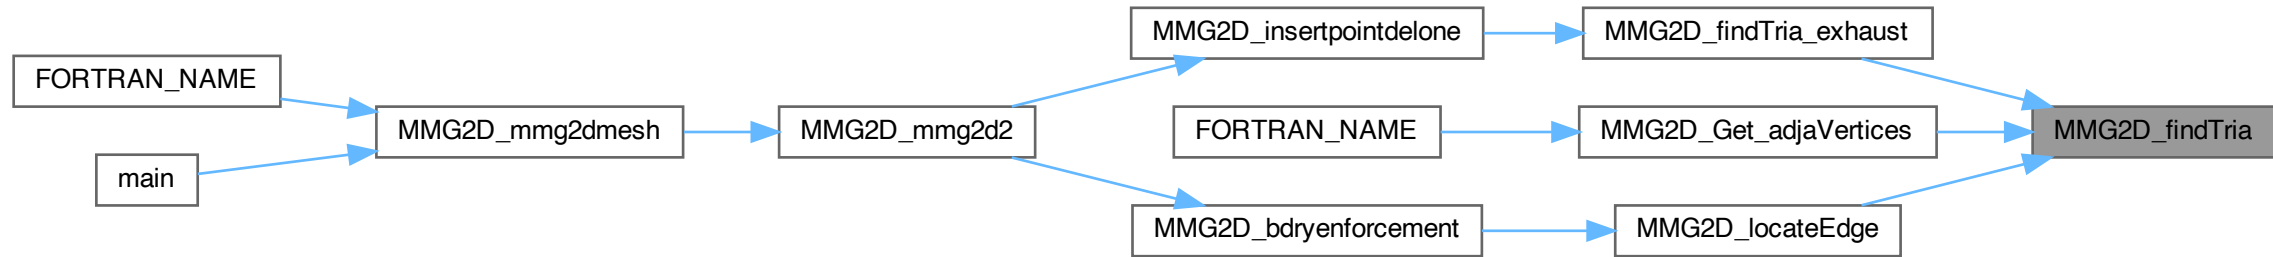 MMG2D_insertpointdelone
MMG2D_findTria_exhaust
FORTRAN_NAME
MMG2D_mmg2dmesh
MMG2D_mmg2d2
FORTRAN_NAME
MMG2D_Get_adjaVertices
MMG2D_findTria
main
MMG2D_bdryenforcement
MMG2D_locateEdge